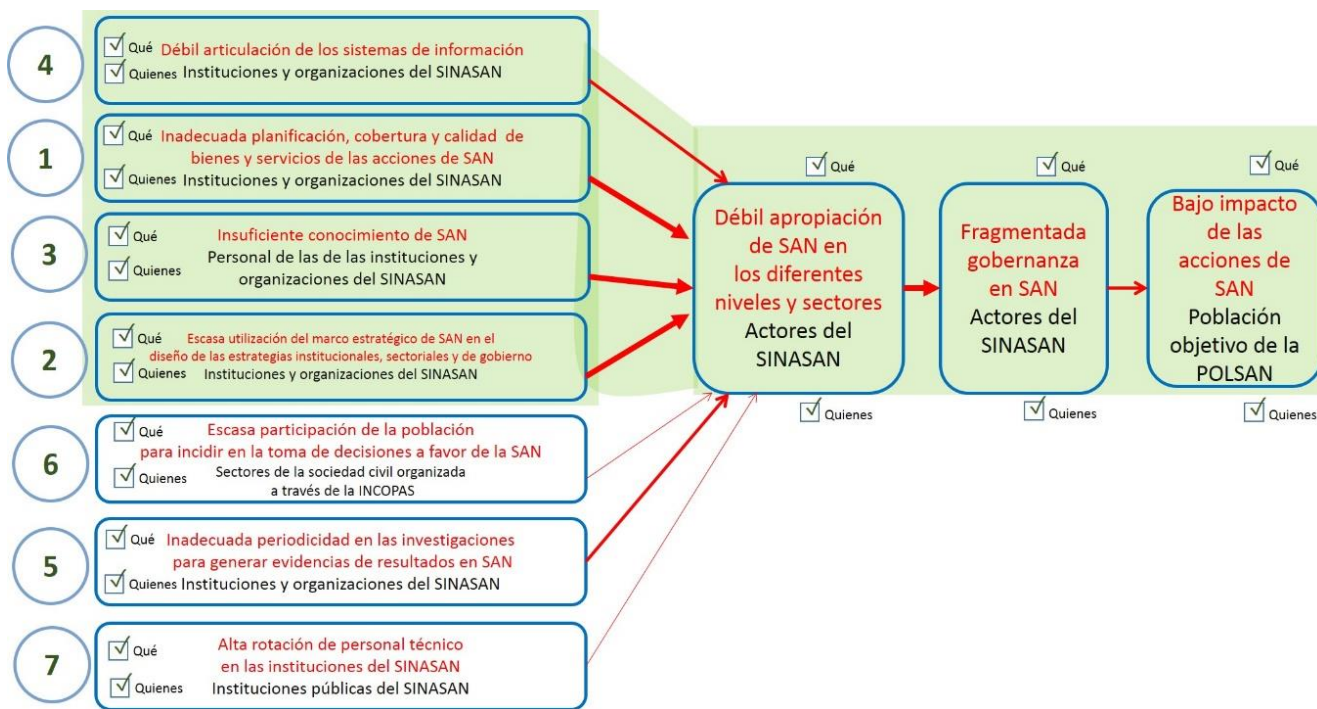 4
Qué Débil articulación de los sistemas de información
Quienes Instituciones y organizaciones del SINASAN
1
Qué Inadecuada planificación, cobertura y calidad de
bienes y servicios de las acciones de SAN
Quienes Instituciones y organizaciones del SINASAN
3
Qué Insuficiente conocimiento de SAN
Personal de las de las instituciones y
Quienes organizaciones del SINASAN
2
Qué Escasa utilización del marco estratégico de SAN en el
diseño de las estrategias institucionales, sectoriales y de gobierno
Quienes Instituciones y organizaciones del SINASAN
6
Qué Escasa participación de la población
para incidir en la toma de decisiones a favor de la SAN
Quienes Sectores de la sociedad civil organizada
a través de la INCOPAS
5
Qué Inadecuada periodicidad en las investigaciones
para generar evidencias de resultados en SAN
Quienes Instituciones y organizaciones del SINASAN
7
Qué Alta rotación de personal técnico
en las instituciones del SINASAN
Quienes Instituciones públicas del SINASAN
Qué
Débil apropiación
de SAN en
los diferentes
niveles y sectores
Actores del
SINASAN
Quienes
Qué
Fragmentada
gobernanza
en SAN
Actores del
SINASAN
Quienes
Qué
Bajo impacto
de las
acciones de
SAN
Población
objetivo de la
POLSAN
Quienes